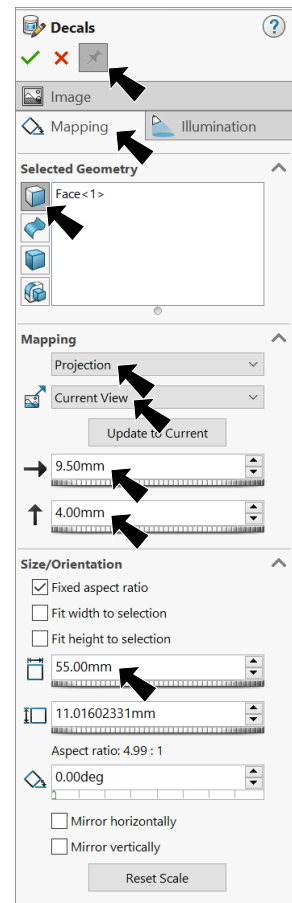 Decals
?
Image
Mapping
Illumination
Selected Geometry
Face<1>
Mapping
Projection
Current View
Update to Current
9.50mm
4.00mm
Size/Orientation
Fixed aspect ratio
Fit width to selection
Fit height to selection
55.00mm
11.01602331mm
Aspect ratio: 4.99 : 1
0.00deg
Mirror horizontally
Mirror vertically
Reset Scale